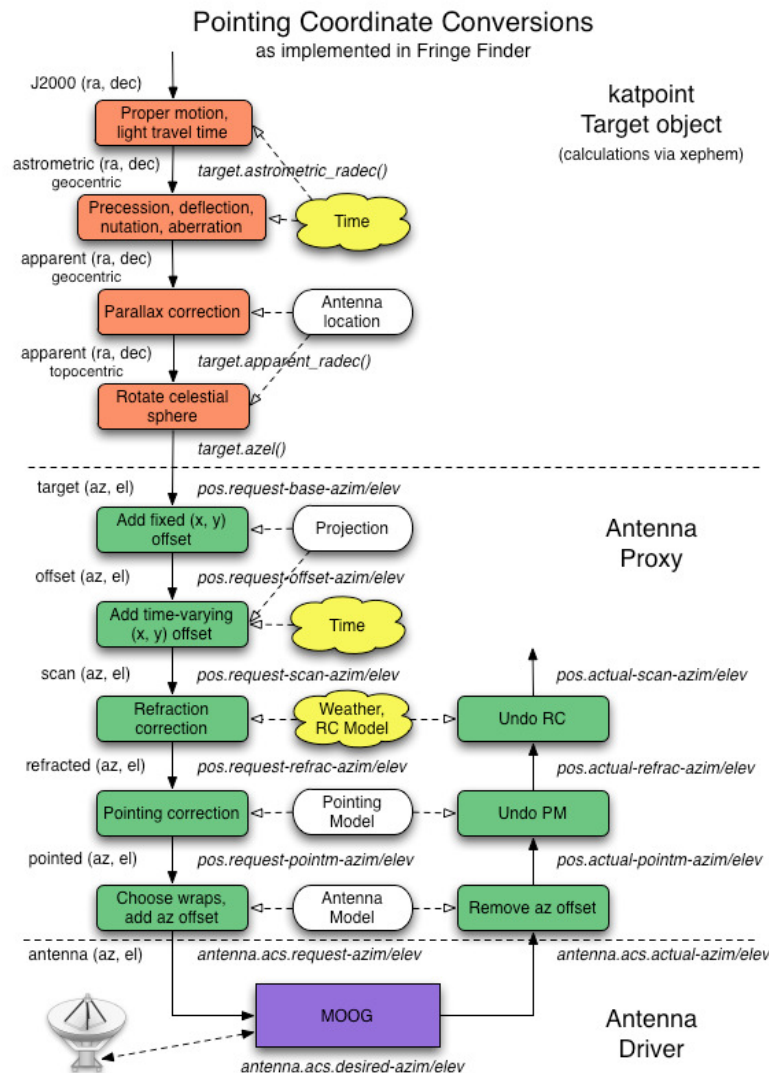 Pointing Coordinate Conversions
as implemented in Fringe Finder
J2000 (ra, dec)
katpoint
Target object
(calculations via xephem)
Proper motion,
light travel time
astrometric (ra, dec)
geocentric
target.astrometric_radec()
Precession, deflection,
nutation, aberration
Time
apparent (ra, dec)
geocentric
Parallax correction
Antenna
location
apparent (ra, dec)
topocentric
target.apparent_radec()
Rotate celestial
sphere
target.azel()
target (az, el)
pos.request-base-azim/elev
Add fixed (x, y)
offset
Projection
Antenna
Proxy
offset (az, el)
pos.request-offset-azim/elev
Add time-varying
(x, y) offset
Time
scan (az, el)
pos.request-scan-azim/elev
pos.actual-scan-azim/elev
Refraction
correction
Weather,
RC Model
Undo RC
refracted (az, el)
pos.request-refrac-azim/elev
pos.actual-refrac-azim/elev
Pointing correction
Pointing
Model
Undo PM
pointed (az, el)
pos.request-pointm-azim/elev
pos.actual-pointm-azim/elev
Choose wraps,
add az offset
Antenna
Model
Remove az offset
antenna (az, el)
antenna.acs.request-azim/elev
antenna.acs.actual-azim/elev
MOOG
Antenna
Driver
antenna.acs.desired-azim/elev